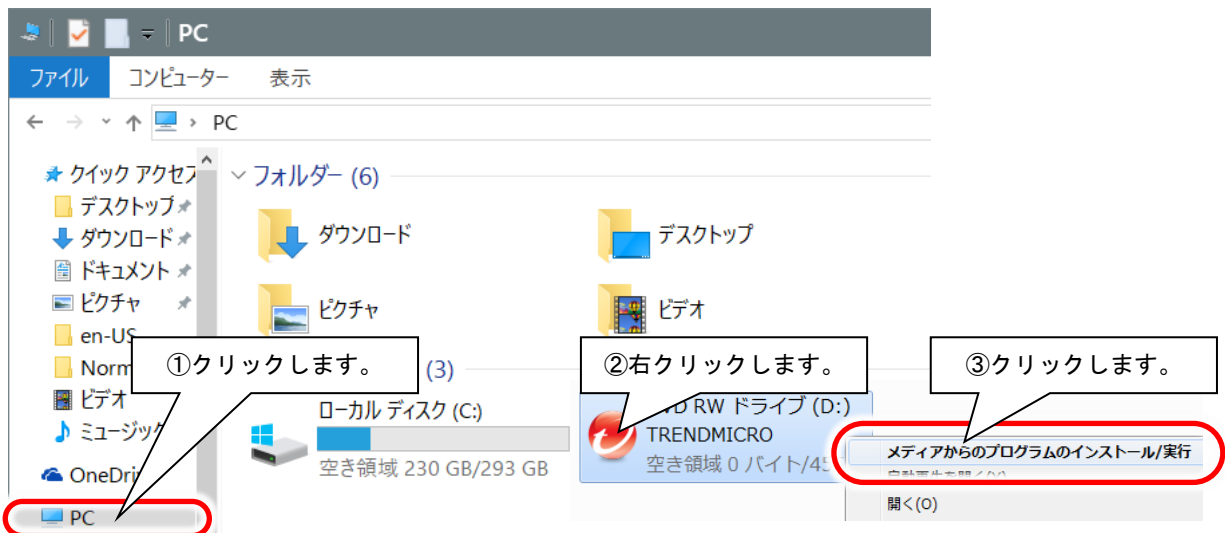 PC
ファイル コンピューター 表示
PC
クイック アクセス
デスクトップ
ダウンロード
ドキュメント
ピクチャ
en-US
Norm
ビデオ
ミュージック
OneDri
PC
フォルダー (6)
ダウンロード
デスクトップ
ピクチャ
ビデオ
①クリックします。
(3)
②右クリックします。
③クリックします。
ローカル ディスク (C:)
空き領域 230 GB/293 GB
RW ドライブ (D:)
TRENDMICRO
空き領域 0 バイト/4
メディアからのプログラムのインストール/実行
開く(O)